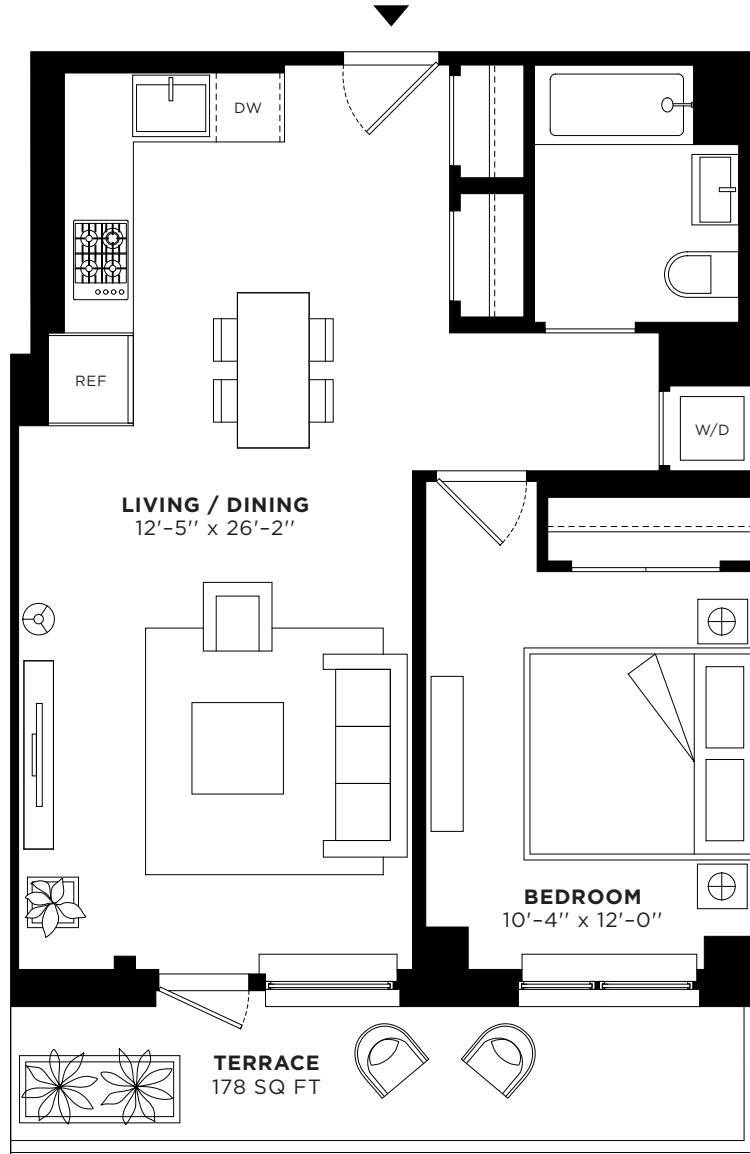 DW
REF
W/D
LIVING / DINING
12'-5'' x 26'-2''
BEDROOM
10'-4'' x 12'-0''
TERRACE
178 SQ FT